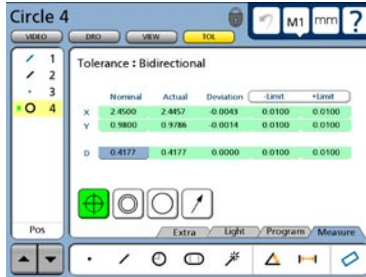 Circle 4
M1 mm ?
VIDEO DRO VIEW TOL
1
2
3
4
Tolerance : Bidirectional
Nominal Actual Deviation -Limit +Limit
X 2.4500 2.4457 -0.0043 0.0100 0.0100
Y 0.9800 0.9786 -0.0014 0.0100 0.0100
D 0.4177 0.4177 0.0000 0.0100 0.0100
Pos
Extra Light Program Measure